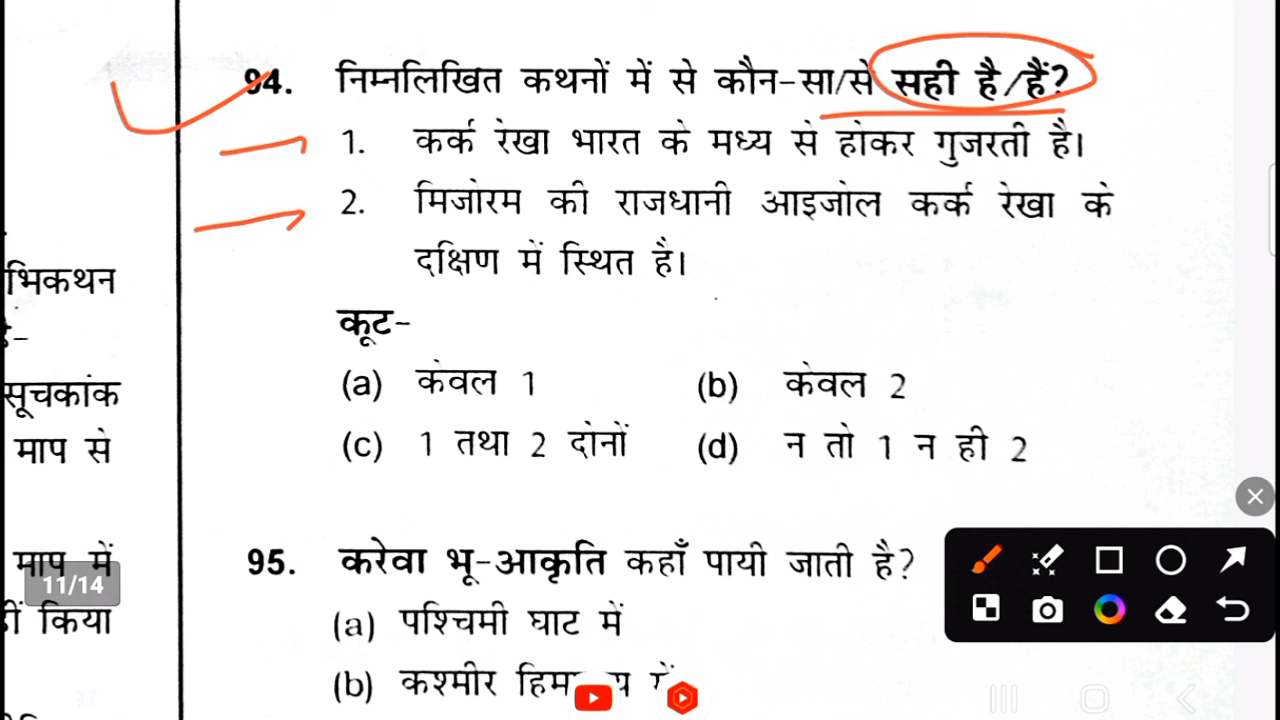 94. निम्नलिखित कथनों में से कौन-सा/से सही है/हैं?
1. कर्क रेखा भारत के मध्य से होकर गुजरती है।
2. मिजोरम की राजधानी आइजोल कर्क रेखा के
दक्षिण में स्थित है।
कूट-
(a) केवल 1 (b) केवल 2
(c) 1 तथा 2 दोनों (d) न तो 1 न ही 2
95. करेवा भू-आकृति कहाँ पायी जाती है?
(a) पश्चिमी घाट में
(b) कश्मीर
भिकथन
सूचकांक
माप से
माप में
11/14
किया